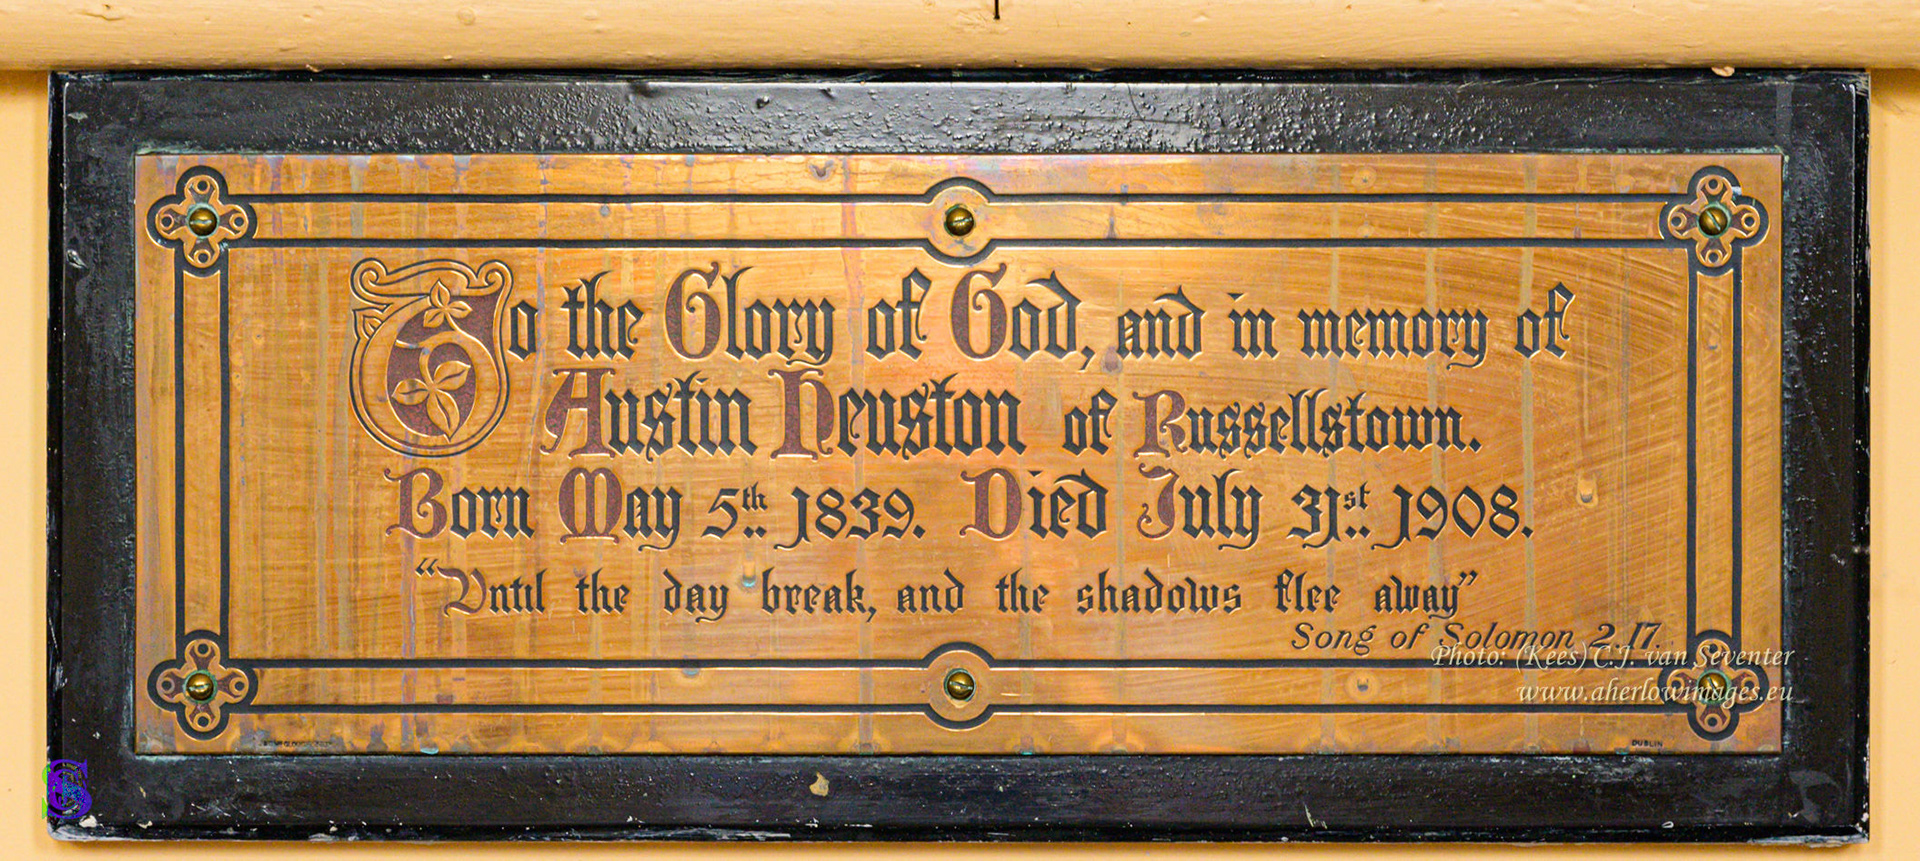 To the Glory of God, and in memory of
Austin Heuston of Russellstown.
Born May 5th 1839. Died July 31st 1908.
“Until the day break, and the shadows flee away”
Song of Solomon 2.17.
Photo: (Kees) C.J. van Seventer
www.aherlowimages.eu
DUBLIN